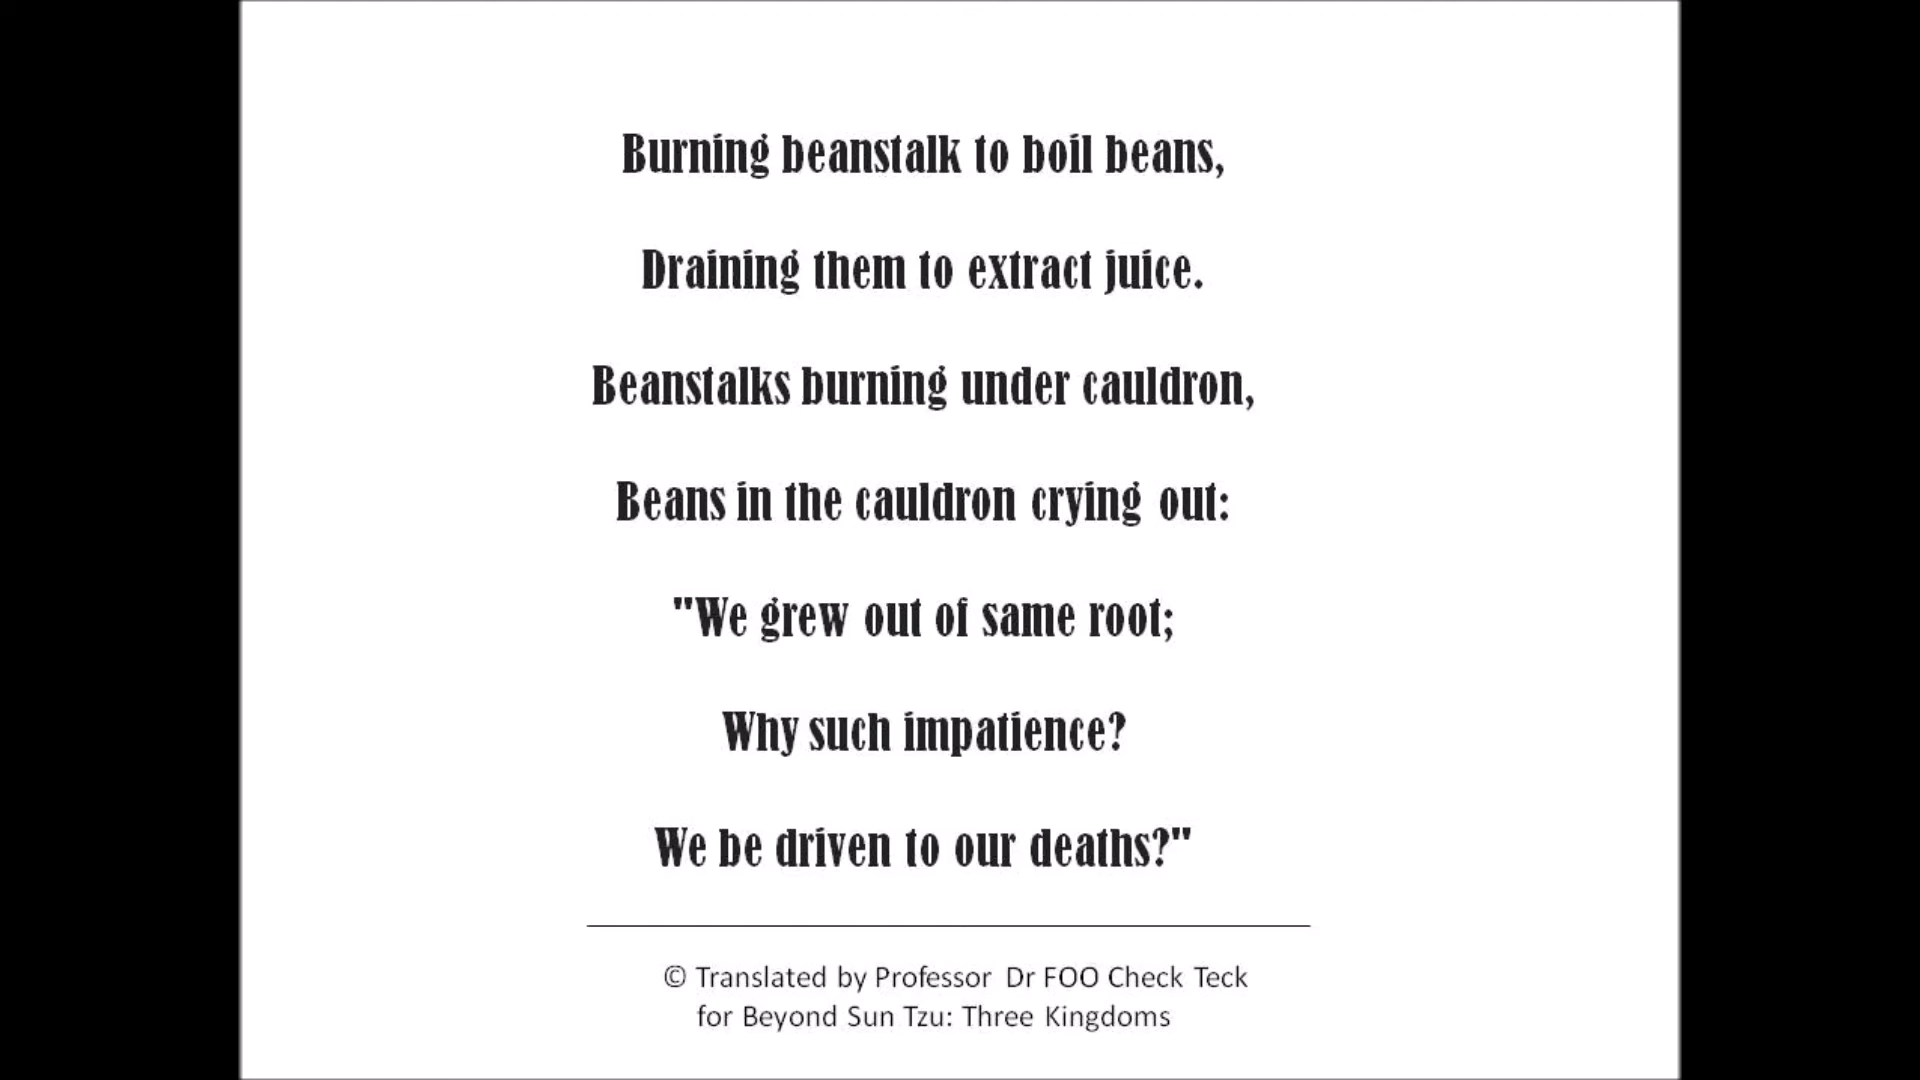 Burning beanstalk to boil beans,
Draining them to extract juice.
Beanstalks burning under cauldron,
Beans in the cauldron crying out:
"We grew out of same root;
Why such impatience?
We be driven to our deaths?"
© Translated by Professor Dr FOO Check Teck
for Beyond Sun Tzu: Three Kingdoms